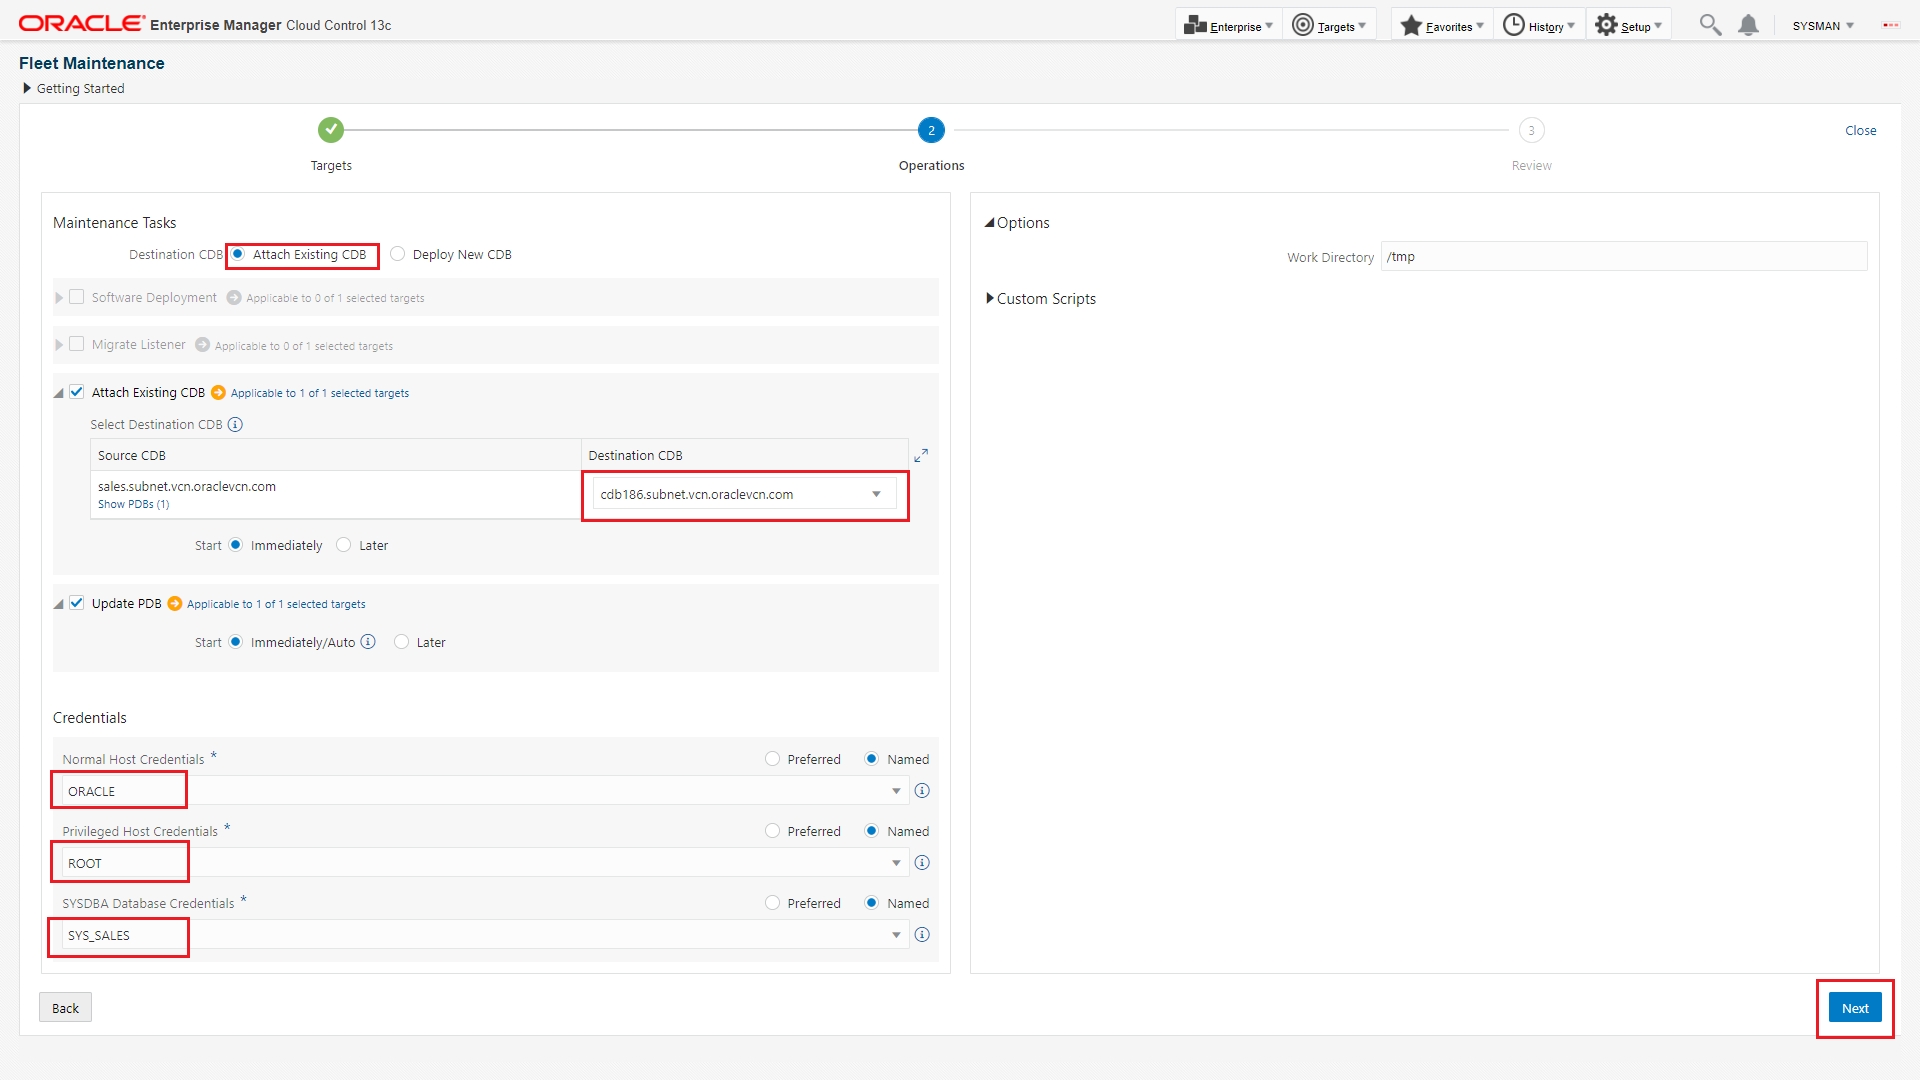 ORACLE Enterprise Manager Cloud Control 13c
Enterprise Targets Favorites History Setup SYSMAN
Fleet Maintenance
Getting Started
2 3 Close
Targets Operations Review
Maintenance Tasks
Destination CDB Attach Existing CDB Deploy New CDB
Software Deployment Applicable to 0 of 1 selected targets
Migrate Listener Applicable to 0 of 1 selected targets
Attach Existing CDB Applicable to 1 of 1 selected targets
Select Destination CDB
Source CDB Destination CDB
sales.subnet.vcn.oraclevcn.com cdb186.subnet.vcn.oraclevcn.com
Show PDBs (1)
Start Immediately Later
Update PDB Applicable to 1 of 1 selected targets
Start Immediately/Auto Later
Credentials
Normal Host Credentials * Preferred Named
ORACLE
Privileged Host Credentials * Preferred Named
ROOT
SYSDBA Database Credentials * Preferred Named
SYS_SALES
Options
Work Directory /tmp
Custom Scripts
Back Next